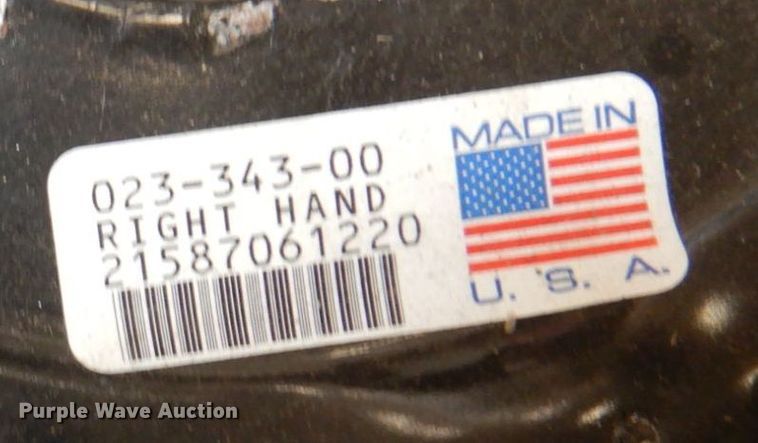 023-343-00
RIGHT HAND
21587061220
MADE IN
U. S. A.
Purple Wave Auction